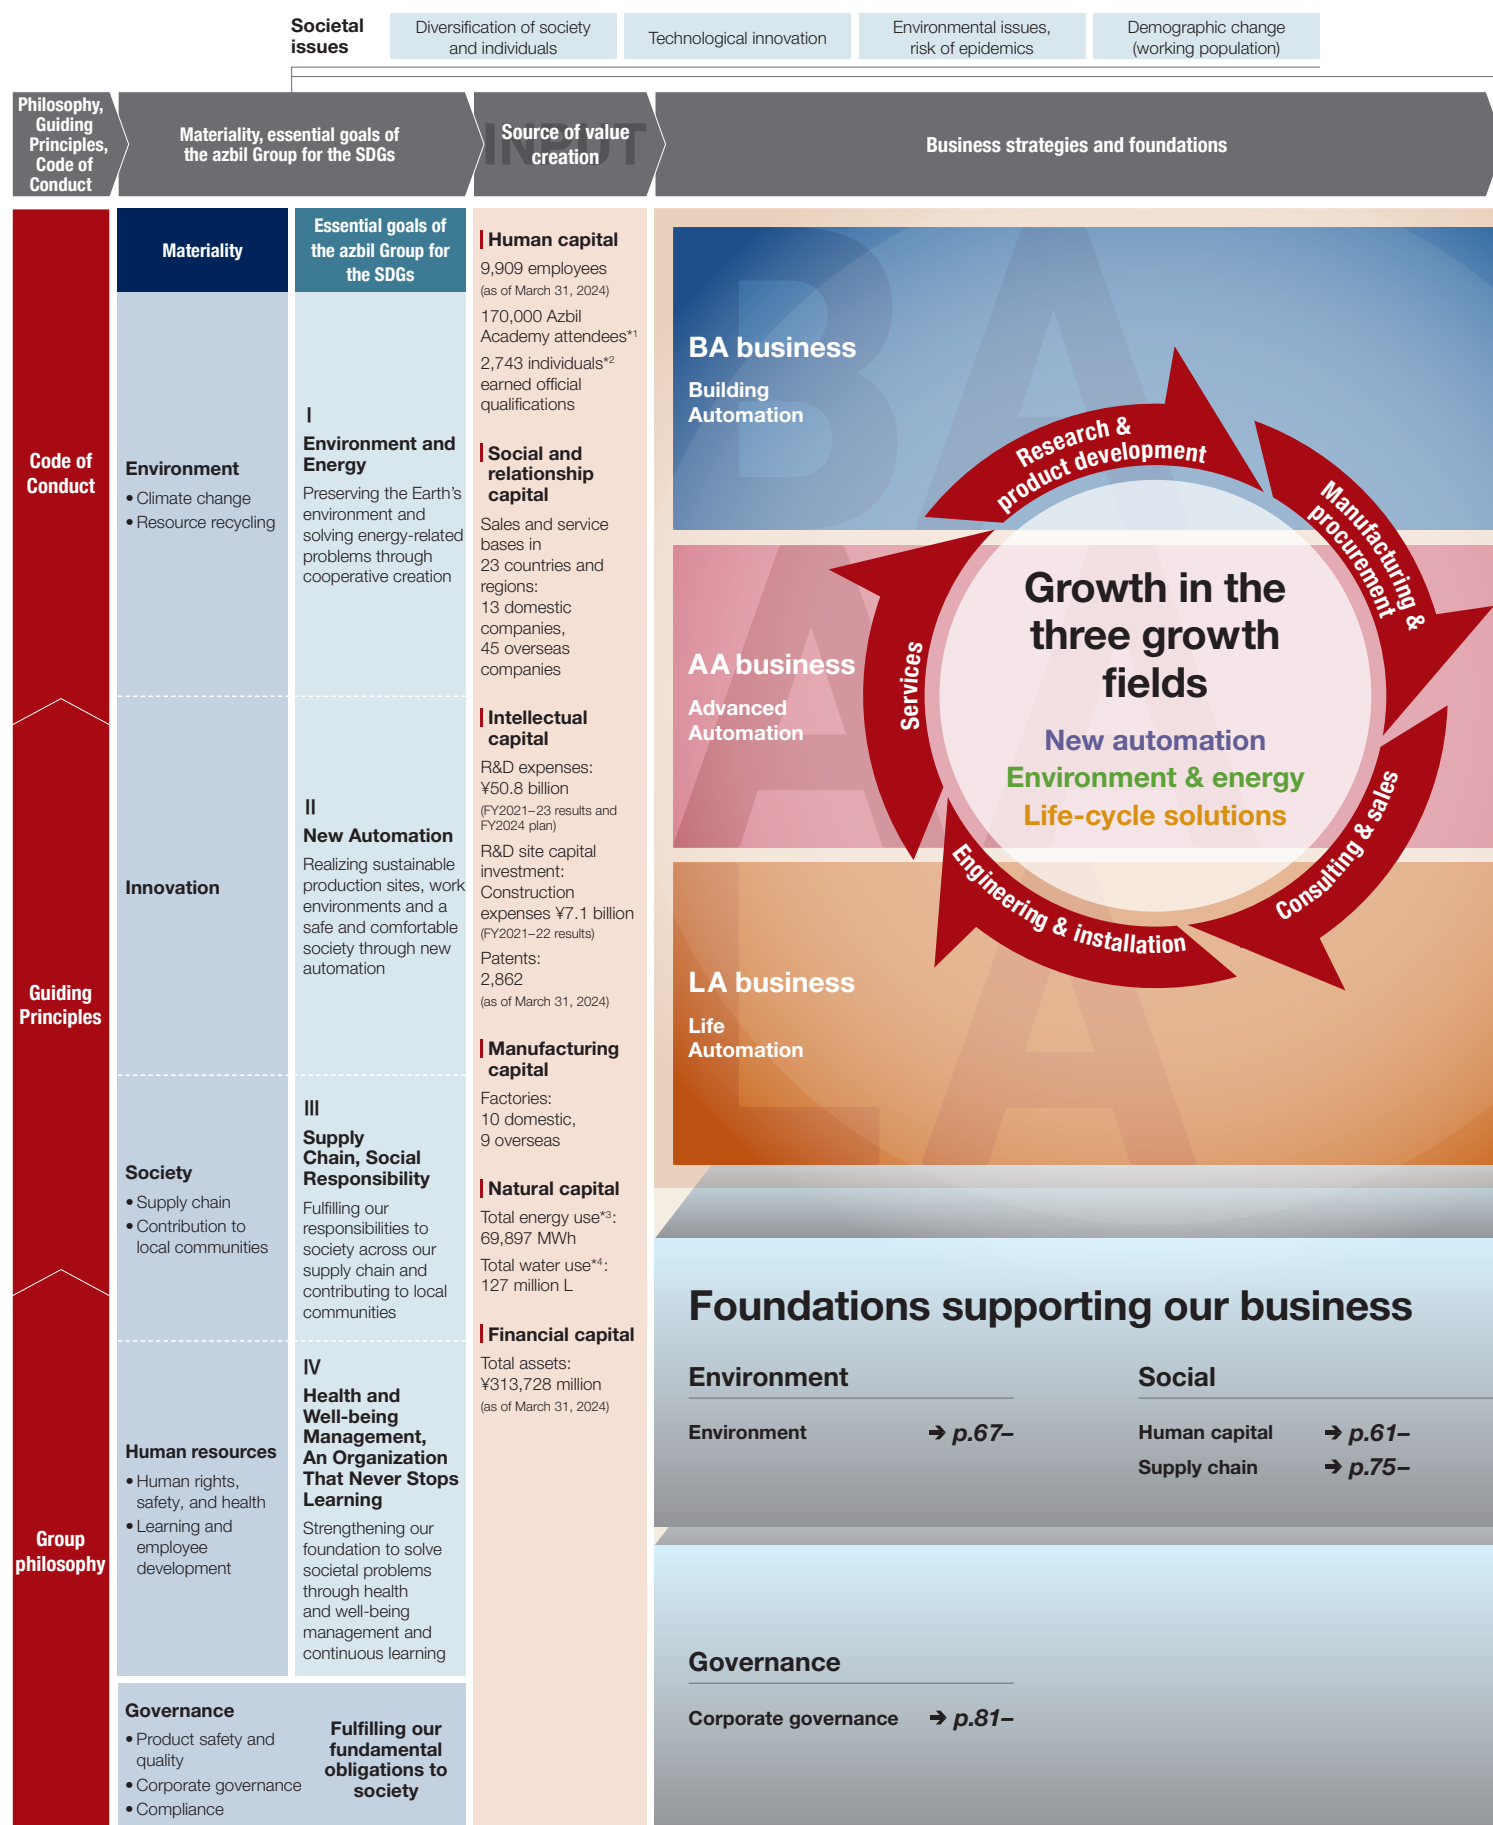 Societal
issues
Diversification of society
and individuals
Technological innovation
Environmental issues,
risk of epidemics
Demographic change
(working population)
Philosophy,
Guiding
Principles,
Code of
Conduct
Materiality, essential goals of
the azbil Group for the SDGs
INPUT
Source of value
creation
Business strategies and foundations
Code of
Conduct
Guiding
Principles
Group
philosophy
Materiality
Essential goals of
the azbil Group for
the SDGs
Environment
• Climate change
• Resource recycling
I
Environment and
Energy
Preserving the Earth’s
environment and
solving energy-related
problems through
cooperative creation
Innovation
II
New Automation
Realizing sustainable
production sites, work
environments and a
safe and comfortable
society through new
automation
Society
• Supply chain
• Contribution to
local communities
III
Supply
Chain, Social
Responsibility
Fulfilling our
responsibilities to
society across our
supply chain and
contributing to local
communities
Human resources
• Human rights,
safety, and health
• Learning and
employee
development
IV
Health and
Well-being
Management,
An Organization
That Never Stops
Learning
Strengthening our
foundation to solve
societal problems
through health
and well-being
management and
continuous learning
Governance
• Product safety and
quality
• Corporate governance
• Compliance
Fulfilling our
fundamental
obligations to
society
Human capital
9,909 employees
(as of March 31, 2024)
170,000 Azbil
Academy attendees*1
2,743 individuals*2
earned official
qualifications
Social and
relationship
capital
Sales and service
bases in
23 countries and
regions:
13 domestic
companies,
45 overseas
companies
Intellectual
capital
R&D expenses:
¥50.8 billion
(FY2021–23 results and
FY2024 plan)
R&D site capital
investment:
Construction
expenses ¥7.1 billion
(FY2021–22 results)
Patents:
2,862
(as of March 31, 2024)
Manufacturing
capital
Factories:
10 domestic,
9 overseas
Natural capital
Total energy use*3:
69,897 MWh
Total water use*4:
127 million L
Financial capital
Total assets:
¥313,728 million
(as of March 31, 2024)
BA
BA business
Building
Automation
AA
AA business
Advanced
Automation
LA
LA business
Life
Automation
Research &
product development
Manufacturing &
procurement
Consulting & sales
Engineering & installation
Services
Growth in the
three growth
fields
New automation
Environment & energy
Life-cycle solutions
Foundations supporting our business
Environment
Environment ➔ p.67–
Social
Human capital ➔ p.61–
Supply chain ➔ p.75–
Governance
Corporate governance ➔ p.81–